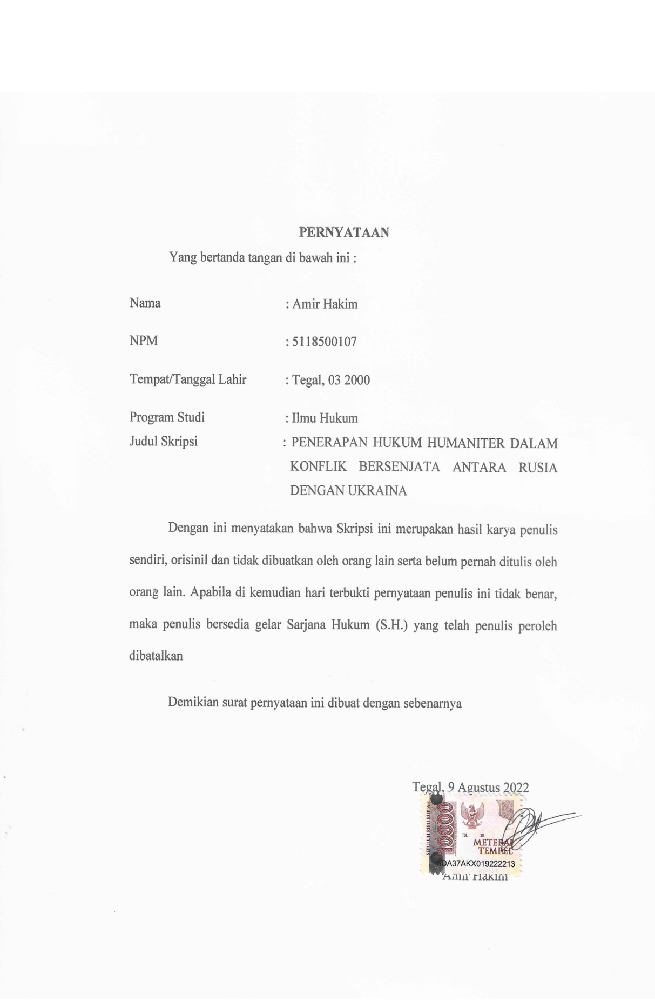 PERNYATAAN
Yang bertanda tangan di bawah ini :
Nama : Amir Hakim
NPM : 5118500107
Tempat/Tanggal Lahir : Tegal, 03 2000
Program Studi : Ilmu Hukum
Judul Skripsi : PENERAPAN HUKUM HUMANITER DALAM
KONFLIK BERSENJATA ANTARA RUSIA
DENGAN UKRAINA
Dengan ini menyatakan bahwa Skripsi ini merupakan hasil karya penulis
sendiri, orisinil dan tidak dibuatkan oleh orang lain serta belum pernah ditulis oleh
orang lain. Apabila di kemudian hari terbukti pernyataan penulis ini tidak benar,
maka penulis bersedia gelar Sarjana Hukum (S.H.) yang telah penulis peroleh
dibatalkan
Demikian surat pernyataan ini dibuat dengan sebenarnya
Tegal, 9 Agustus 2022
SEPULUH RIBU RUPIAH
10000
TGL. 20
METERAI
TEMPEL
DA37AKX019222213
Amir Hakim